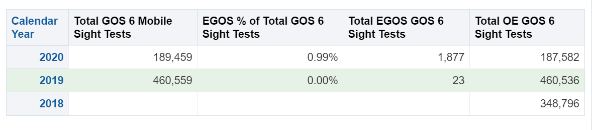 Calendar Year Total GOS 6 Mobile Sight Tests EGOS % of Total GOS 6 Sight Tests Total EGOS GOS 6 Sight Tests Total OE GOS 6 Sight Tests
2020 189,459 0.99% 1,877 187,582
2019 460,559 0.00% 23 460,536
2018 348,796